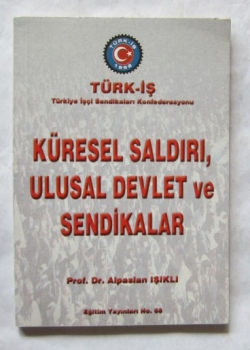 TÜRK-İŞ
1952
TÜRK-İŞ
Türkiye İşçi Sendikaları Konfederasyonu
KÜRESEL SALDIRI,
ULUSAL DEVLET ve
SENDİKALAR
Prof. Dr. Alpaslan IŞIKLI
Eğitim Yayınları No. 68